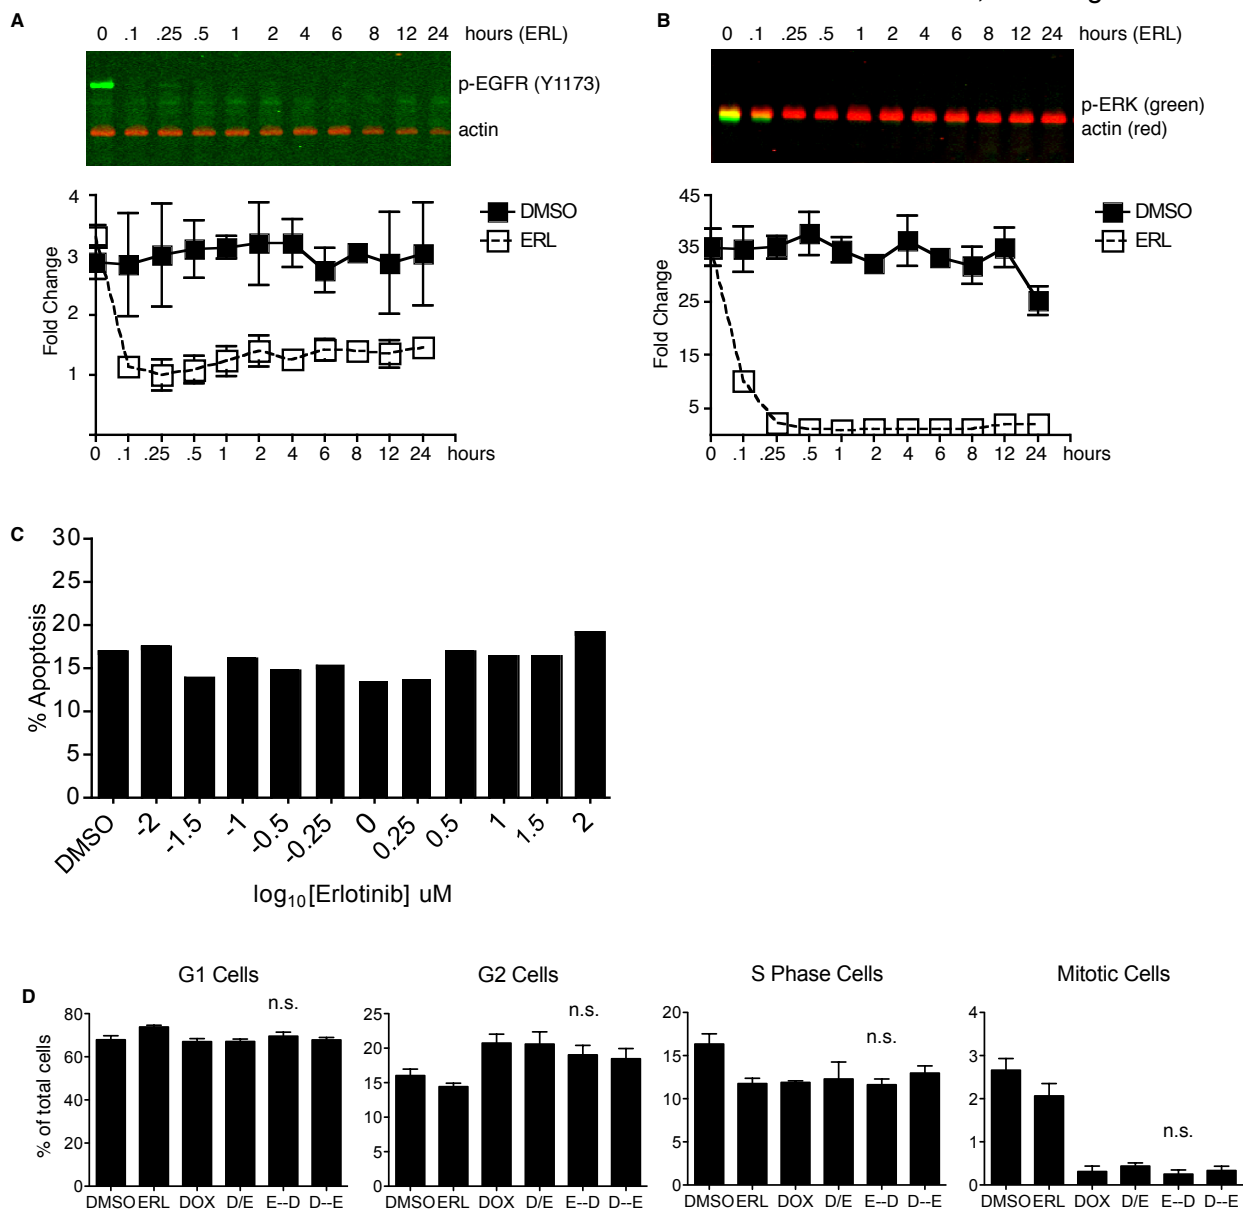 A
0 .1 .25 .5 1 2 4 6 8 12 24 hours (ERL)
p-EGFR (Y1173)
actin
4
3
2
1
Fold Change
DMSO
ERL
0 .1 .25 .5 1 2 4 6 8 12 24 hours
B
0 .1 .25 .5 1 2 4 6 8 12 24 hours (ERL)
p-ERK (green)
actin (red)
45
35
25
15
5
Fold Change
DMSO
ERL
0 .1 .25 .5 1 2 4 6 8 12 24 hours
C
30
25
20
15
10
5
0
% Apoptosis
DMSO -2 -1.5 -1 -0.5 -0.25 0 0.25 0.5 1 1.5 2
log10[Erlotinib] uM
D
G1 Cells
n.s.
80
60
40
20
0
% of total cells
DMSO ERL DOX D/E E--D D--E
G2 Cells
n.s.
25
20
15
10
5
0
DMSO ERL DOX D/E E--D D--E
S Phase Cells
n.s.
20
15
10
5
0
DMSO ERL DOX D/E E--D D--E
Mitotic Cells
n.s.
4
3
2
1
0
DMSO ERL DOX D/E E--D D--E